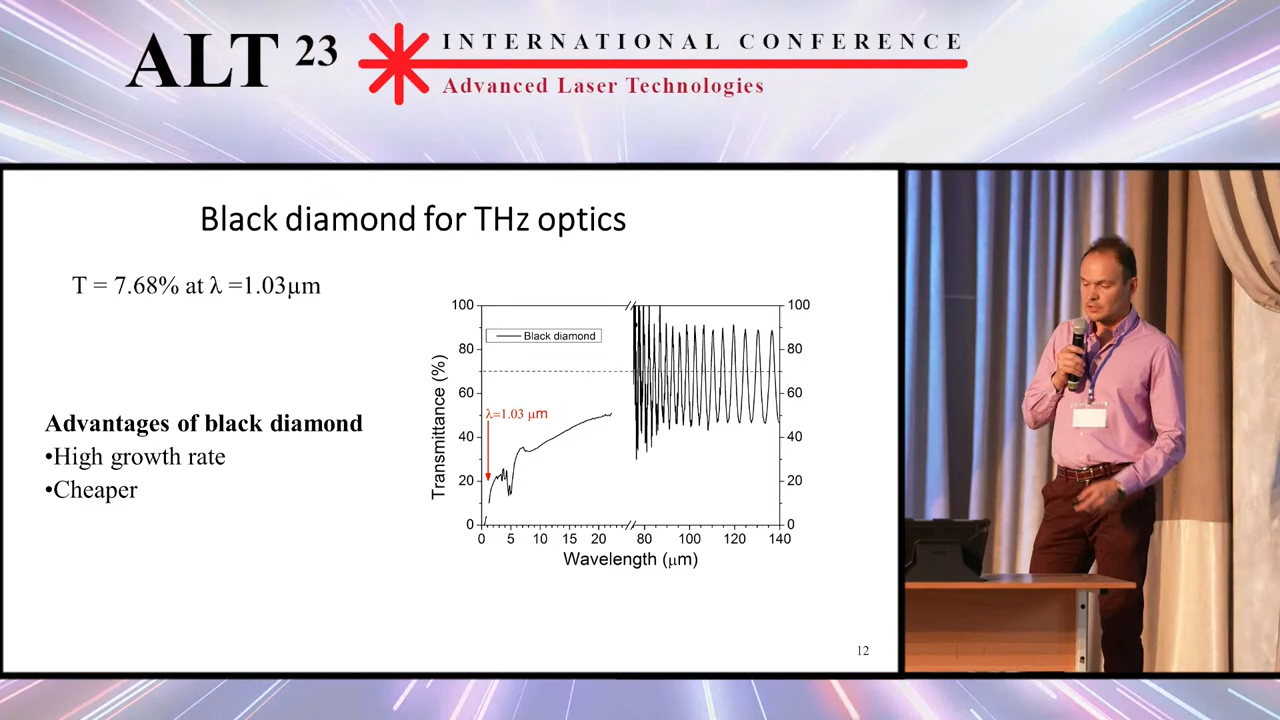 ALT 23
INTERNATIONAL CONFERENCE
Advanced Laser Technologies
Black diamond for THz optics
T = 7.68% at λ =1.03μm
Advantages of black diamond
•High growth rate
•Cheaper
Transmittance (%)
100
80
60
40
20
0
Black diamond
λ=1.03 μm
100
80
60
40
20
0
0 5 10 15 20 80 100 120 140
Wavelength (μm)
12